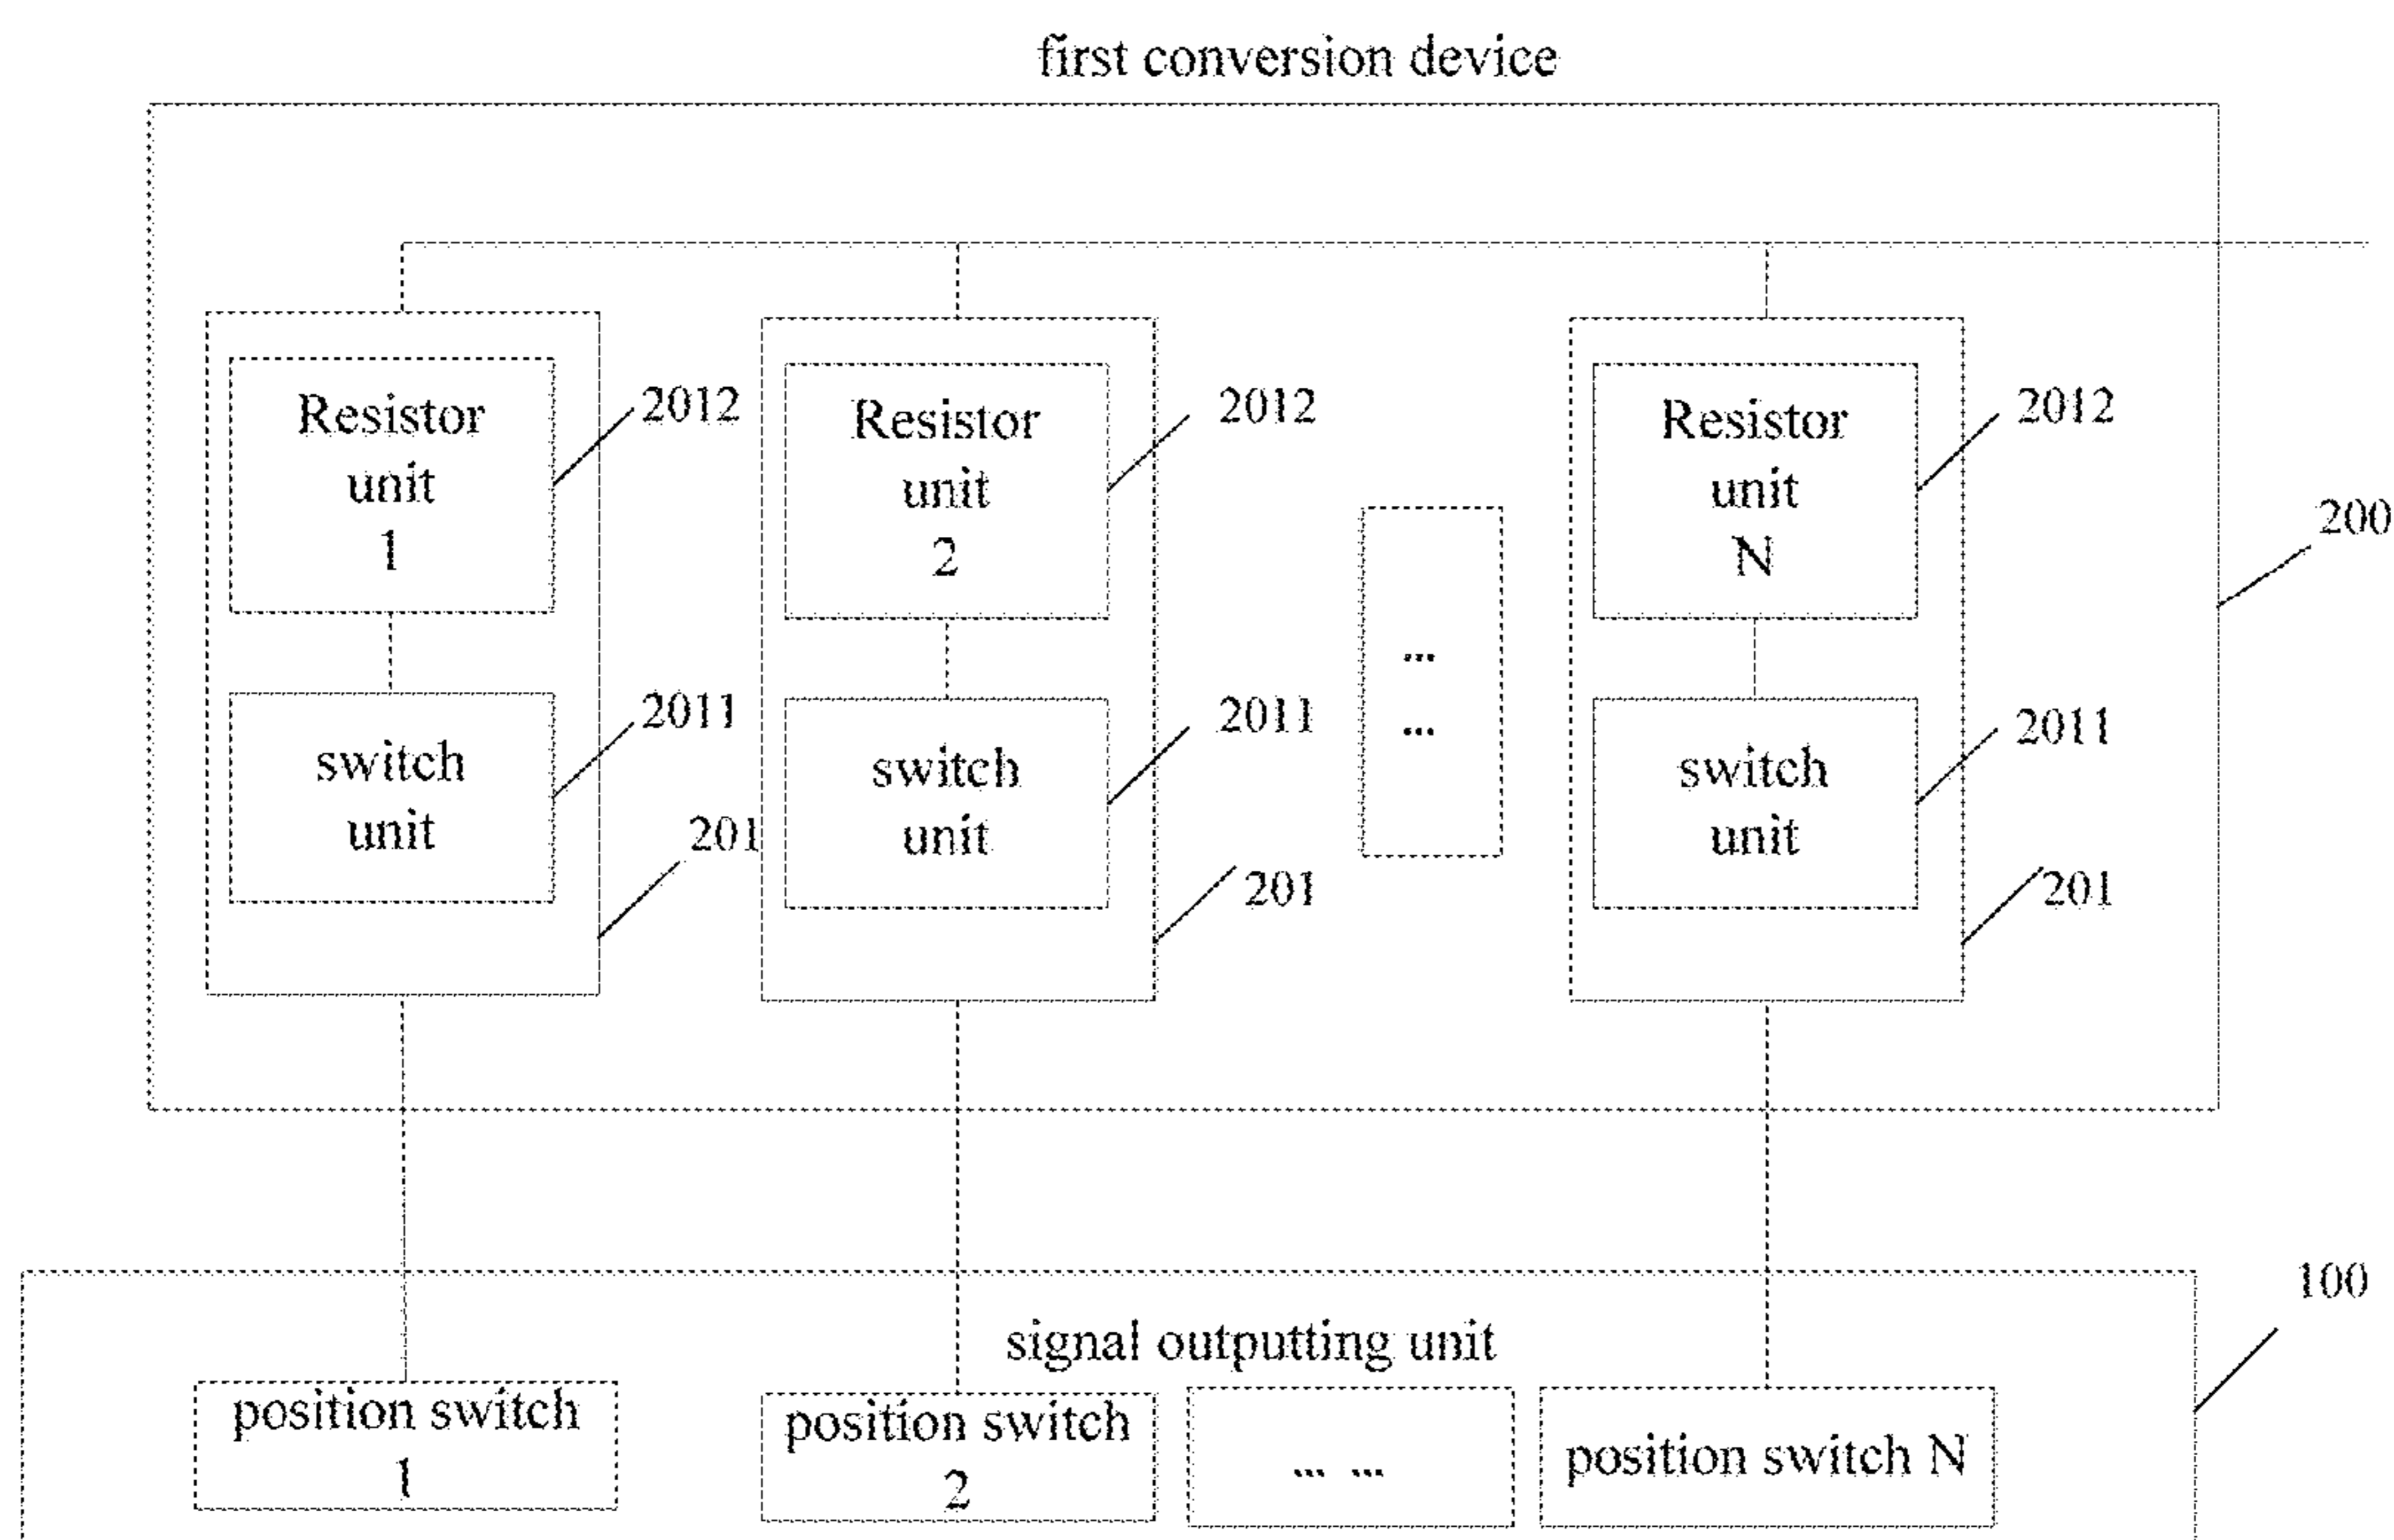 first conversion device
Resistor
unit
1
2012
Resistor
unit
2
2012
Resistor
unit
N
2012
200
...
...
switch
unit
2011
201
switch
unit
2011
201
switch
unit
2011
201
100
signal outputting unit
position switch
1
position switch
2
... ...
position switch N